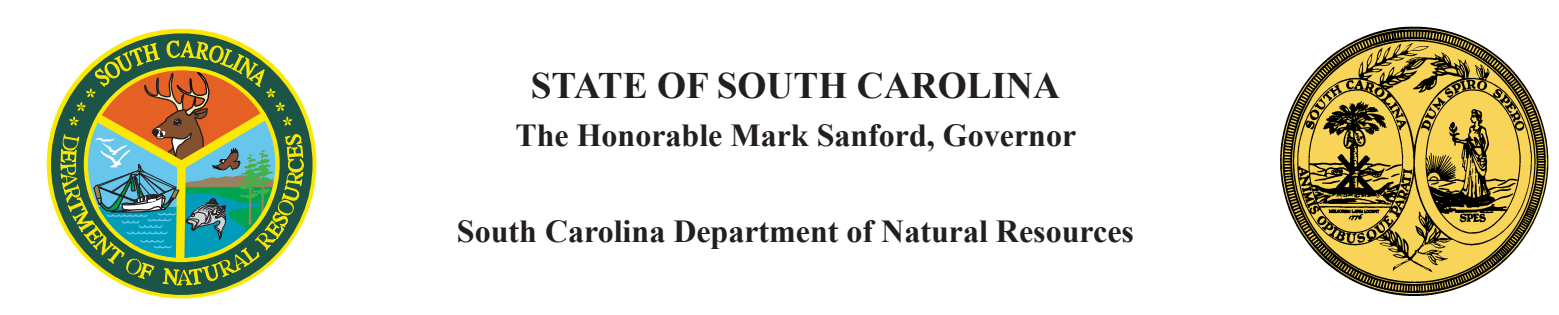 SOUTH CAROLINA
DEPARTMENT OF NATURAL RESOURCES
STATE OF SOUTH CAROLINA
The Honorable Mark Sanford, Governor
South Carolina Department of Natural Resources
SOUTH CAROLINA
ANIMIS OPIBUSQUE PARATI
1776
DUM SPIRO SPERO
SPES